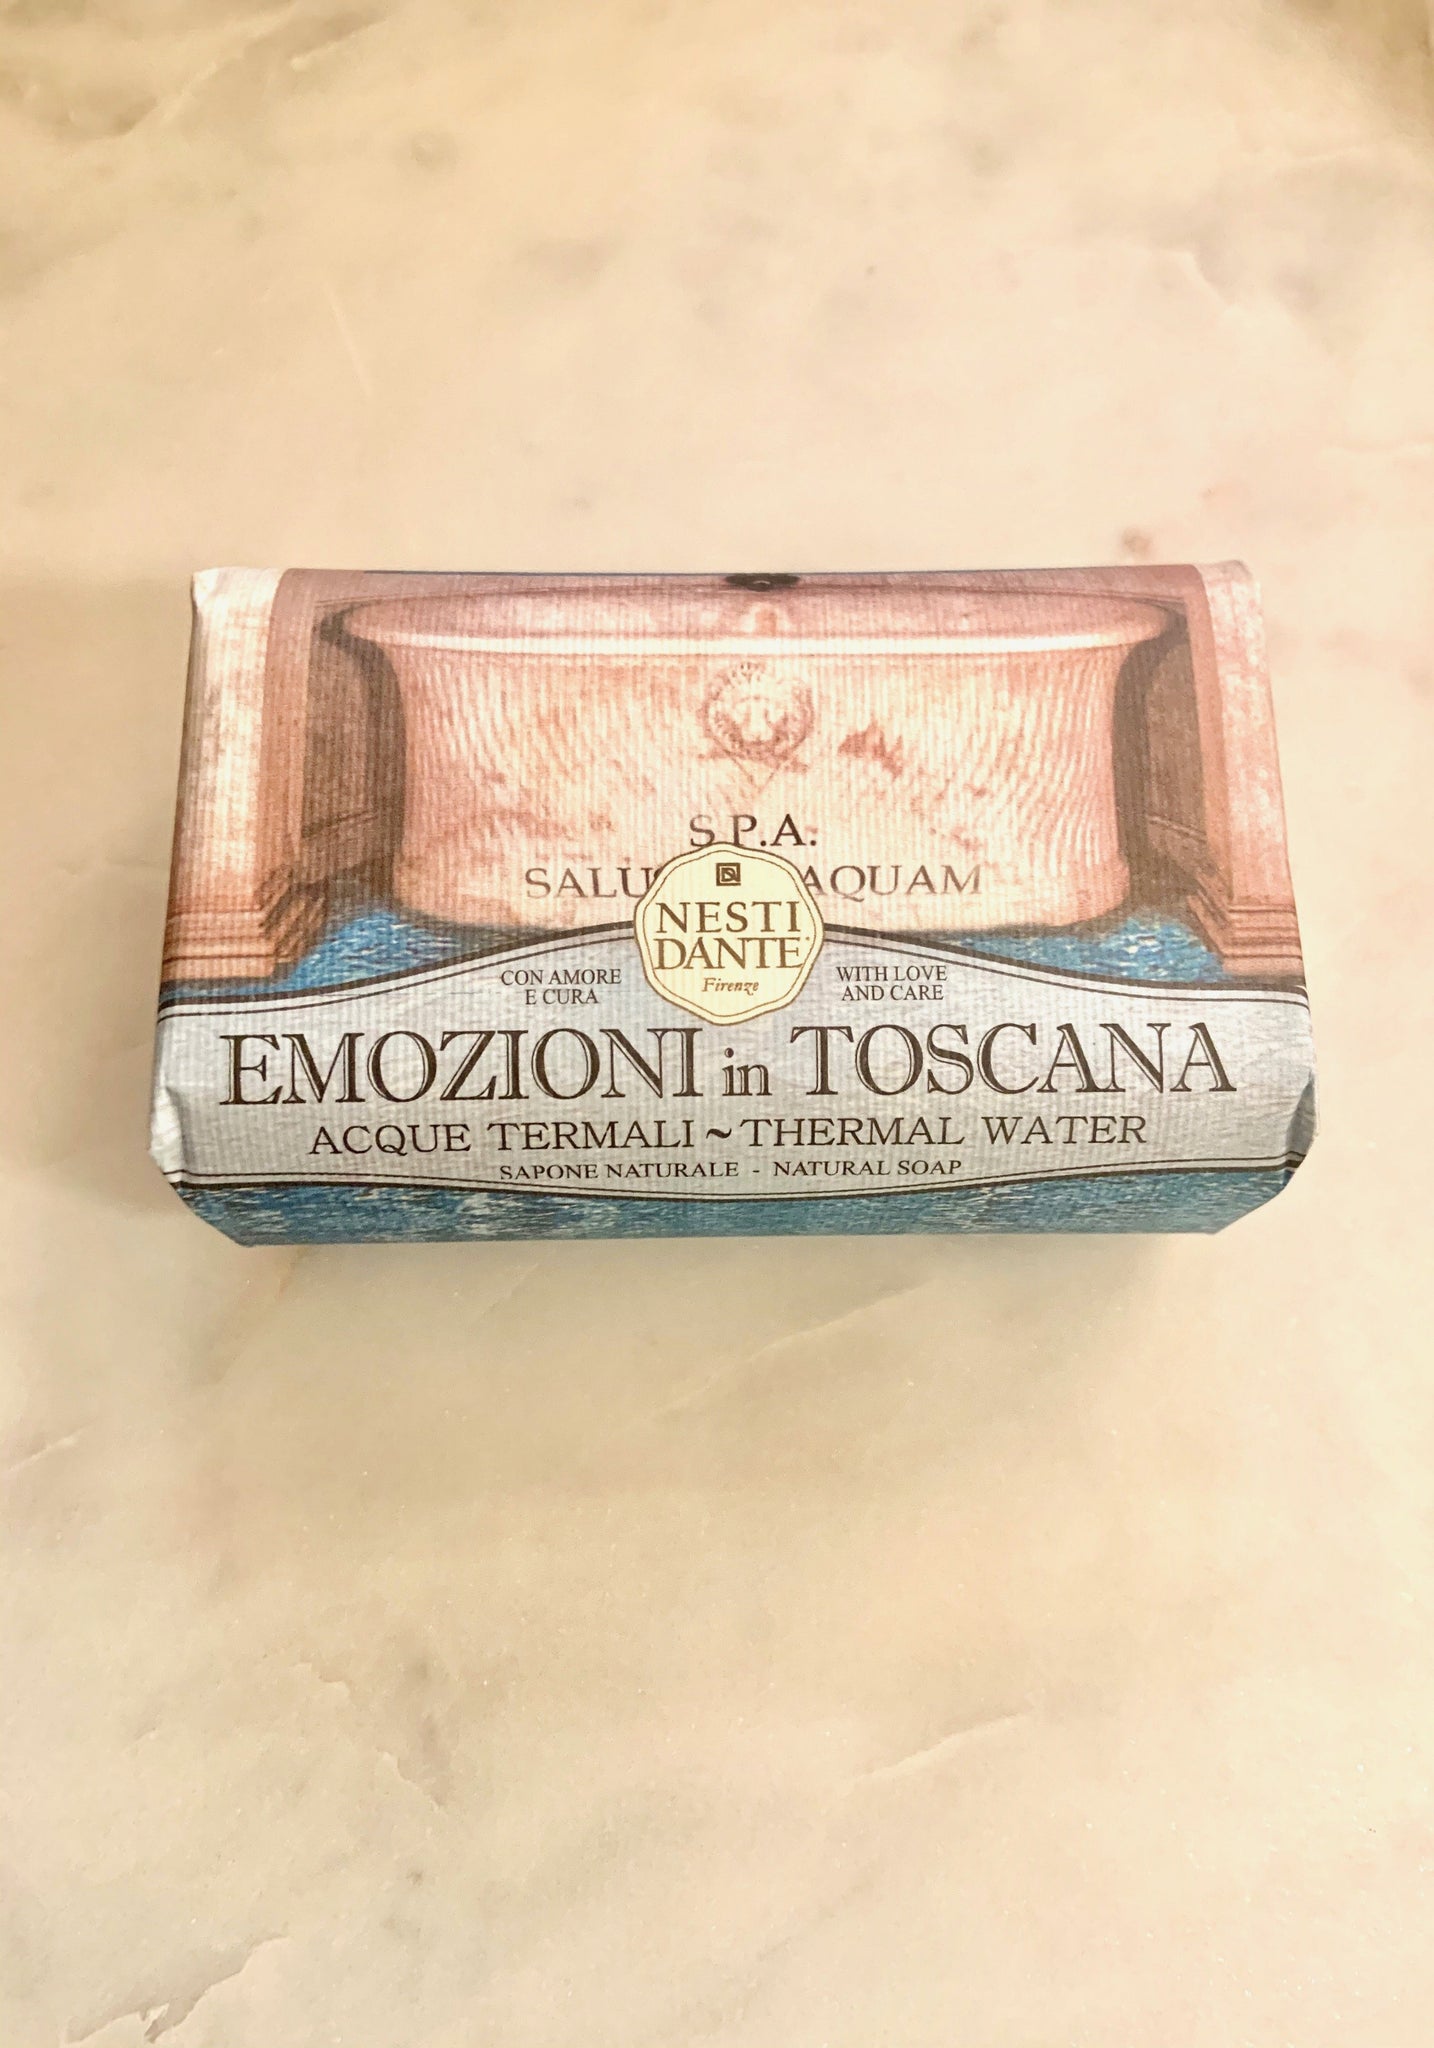 S.P.A.
AQUAM
NESTI
DANTE
Firenze
CON AMORE
E CURA
WITH LOVE
AND CARE
EMOZIONI in TOSCANA
ACQUE TERMALI ~ THERMAL WATER
SAPONE NATURALE - NATURAL SOAP